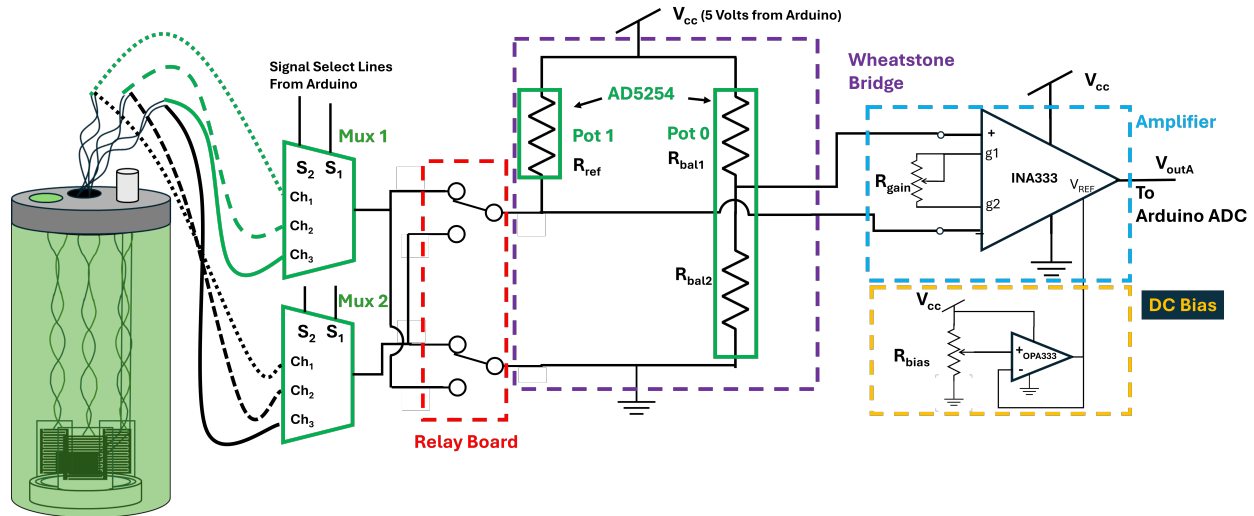 Vcc (5 Volts from Arduino)
Signal Select Lines
From Arduino
Wheatstone
Bridge
Mux 1
S2 S1
Ch1
Ch2
Ch3
AD5254
Pot 1
Rref
Pot 0
Rbal1
Rbal2
Vcc
Amplifier
+
g1
Rgain
INA333
VREF
g2
-
VoutA
To
Arduino ADC
Mux 2
S2 S1
Ch1
Ch2
Ch3
Relay Board
Vcc
DC Bias
Rbias
+
OPA333
-